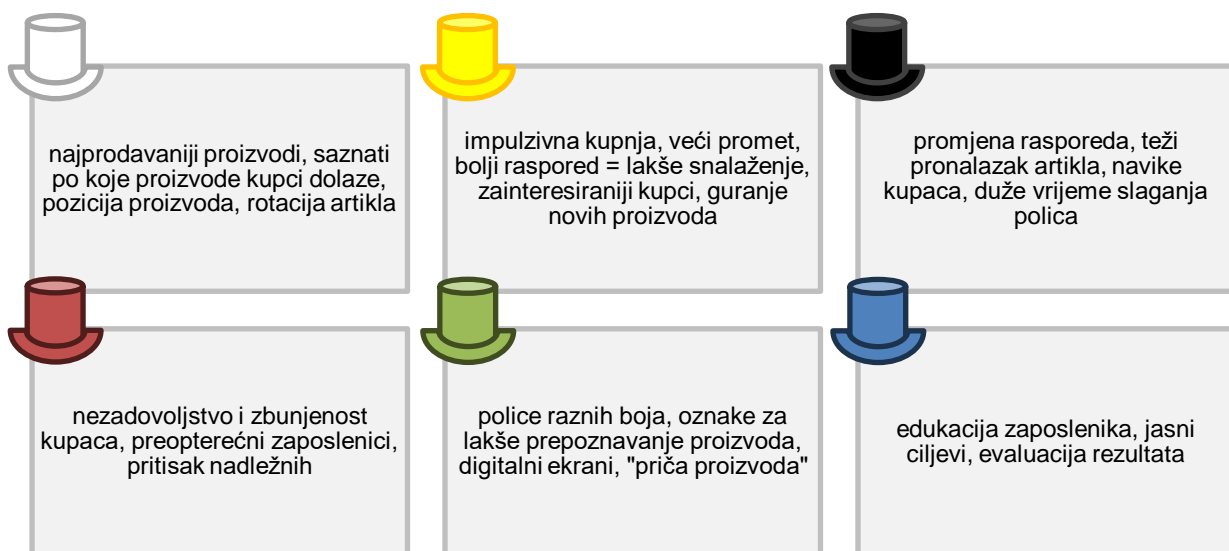 najprodavaniji proizvodi, saznati
po koje proizvode kupci dolaze,
pozicija proizvoda, rotacija artikla
impulzivna kupnja, veći promet,
bolji raspored = lakše snalaženje,
zainteresiraniji kupci, guranje
novih proizvoda
promjena rasporeda, teži
pronalazak artikla, navike
kupaca, duže vrijeme slaganja
polica
nezadovoljstvo i zbunjenost
kupaca, preopterećni zaposlenici,
pritisak nadležnih
police raznih boja, oznake za
lakše prepoznavanje proizvoda,
digitalni ekrani, "priča proizvoda"
edukacija zaposlenika, jasni
ciljevi, evaluacija rezultata